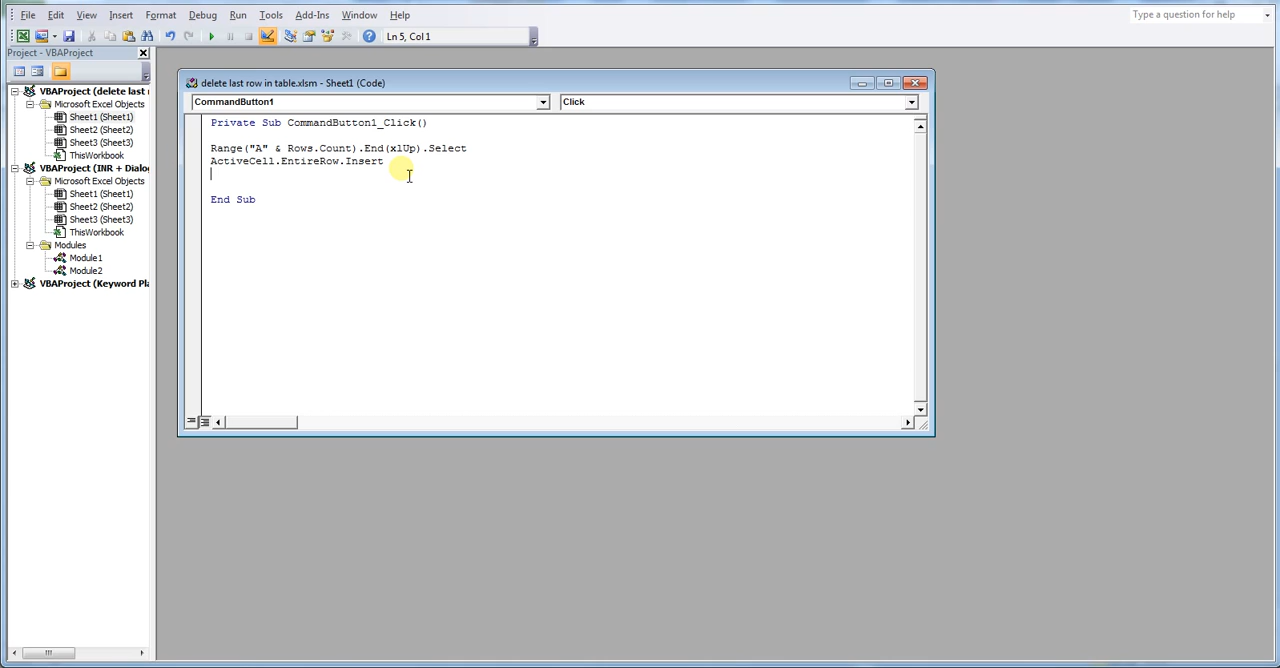 File Edit View Insert Format Debug Run Tools Add-Ins Window Help Type a question for help
Ln 5, Col 1
Project - VBAProject
VBAProject (delete last
Microsoft Excel Objects
Sheet1 (Sheet1)
Sheet2 (Sheet2)
Sheet3 (Sheet3)
ThisWorkbook
VBAProject (INR + Dialo
Microsoft Excel Objects
Sheet1 (Sheet1)
Sheet2 (Sheet2)
Sheet3 (Sheet3)
ThisWorkbook
Modules
Module1
Module2
VBAProject (Keyword Pl
delete last row in table.xlsm - Sheet1 (Code)
CommandButton1 Click
Private Sub CommandButton1_Click()
Range("A" & Rows.Count).End(xlUp).Select
ActiveCell.EntireRow.Insert
End Sub